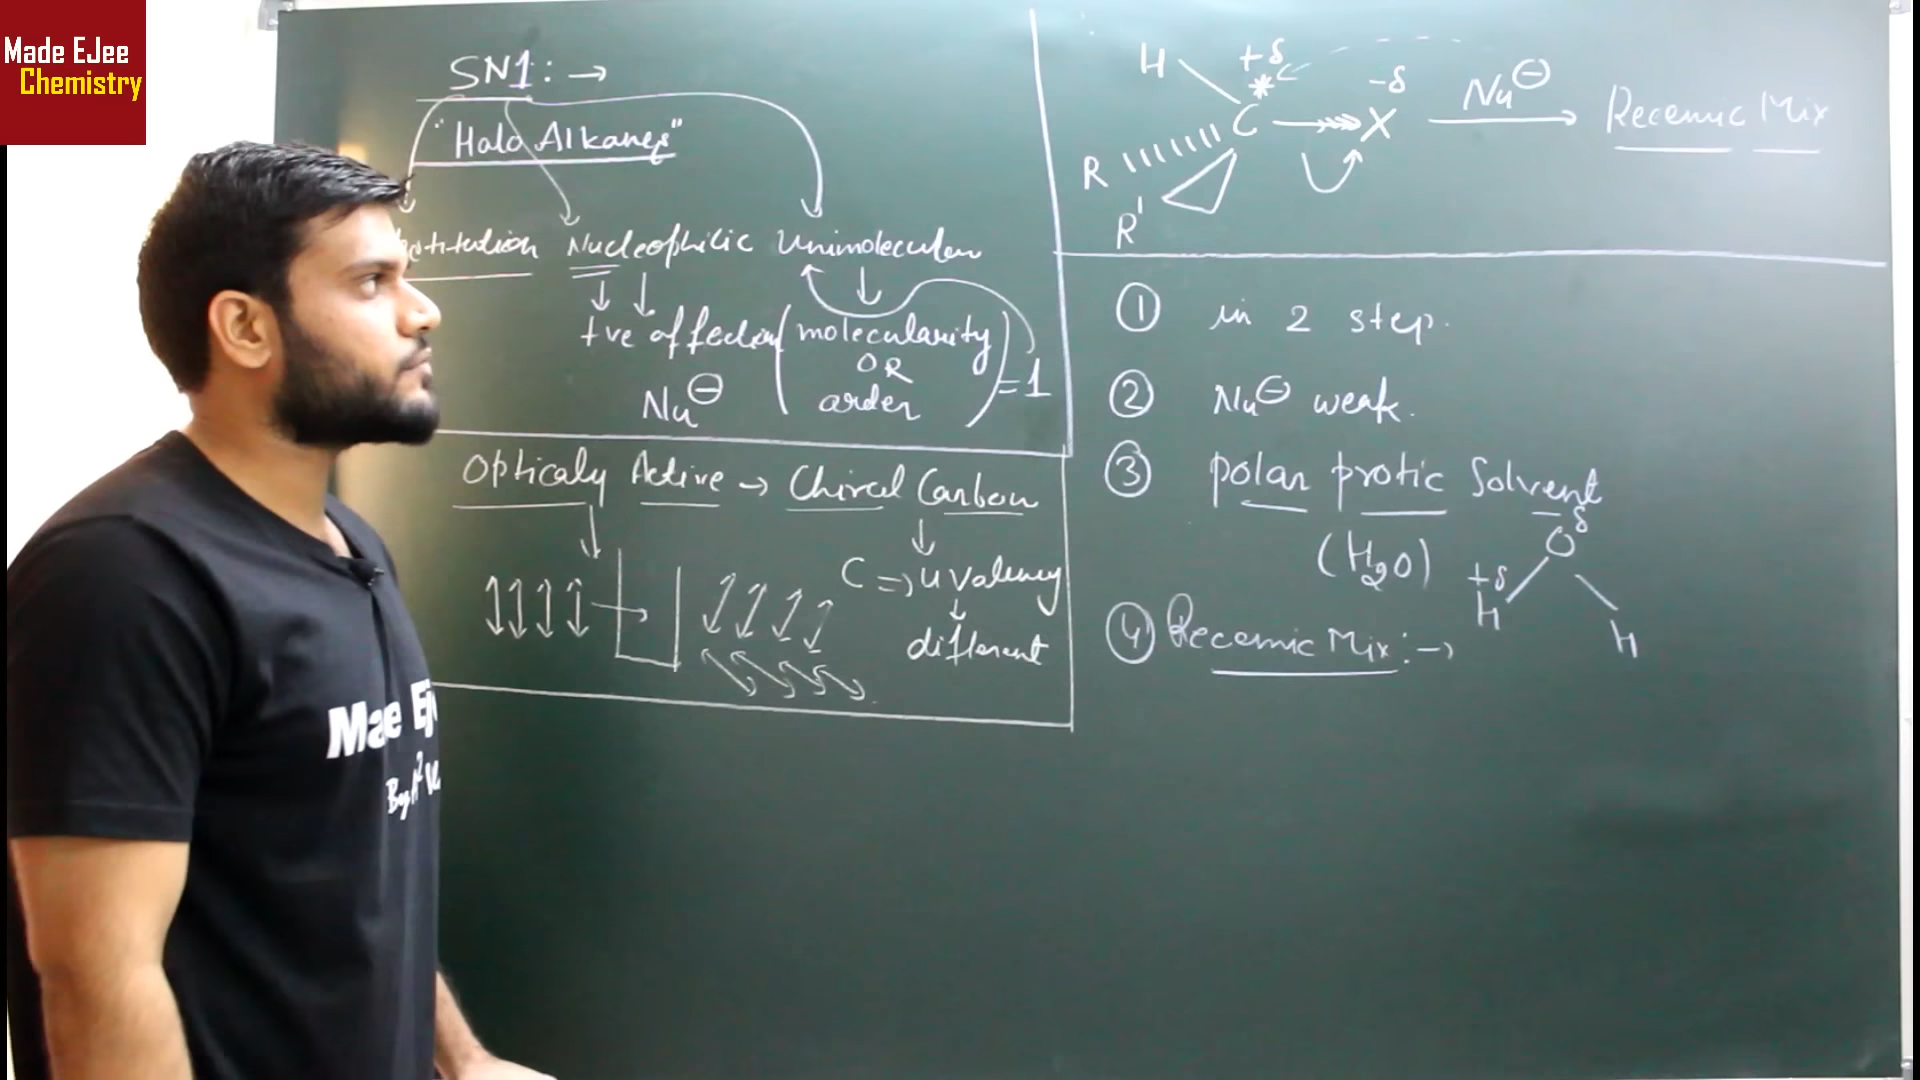 Made EJee
Chemistry
SN1: →
"Halo Alkanes"
Nucleophilic Unimolecular
+ve affection
(molecularity
OR
order) = 1
Nu⊖
Opticaly Active → Chiral Carbon
C => 4 valency
different
H
+δ
*
C
-δ
X
R
R'
Nu⊖
Recemic Mix
① in 2 step.
② Nu⊖ weak.
③ polar protic Solvent
(H2O)
-δ
O
+δ
H
H
④ Recemic Mix :→
Made Ej